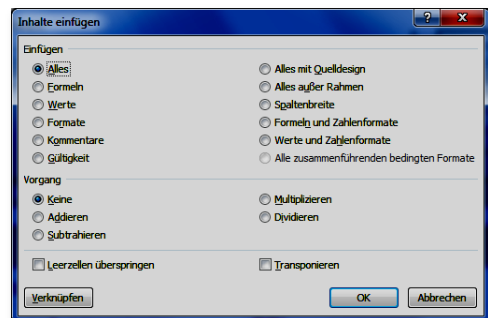 Inhalte einfügen
Einfügen
Alles
Alles mit Quelldesign
Formeln
Alles außer Rahmen
Werte
Spaltenbreite
Formate
Formeln und Zahlenformate
Kommentare
Werte und Zahlenformate
Gültigkeit
Alle zusammenführenden bedingten Formate
Vorgang
Keine
Multiplizieren
Addieren
Dividieren
Subtrahieren
Leerzellen überspringen
Transponieren
Verknüpfen
OK
Abbrechen